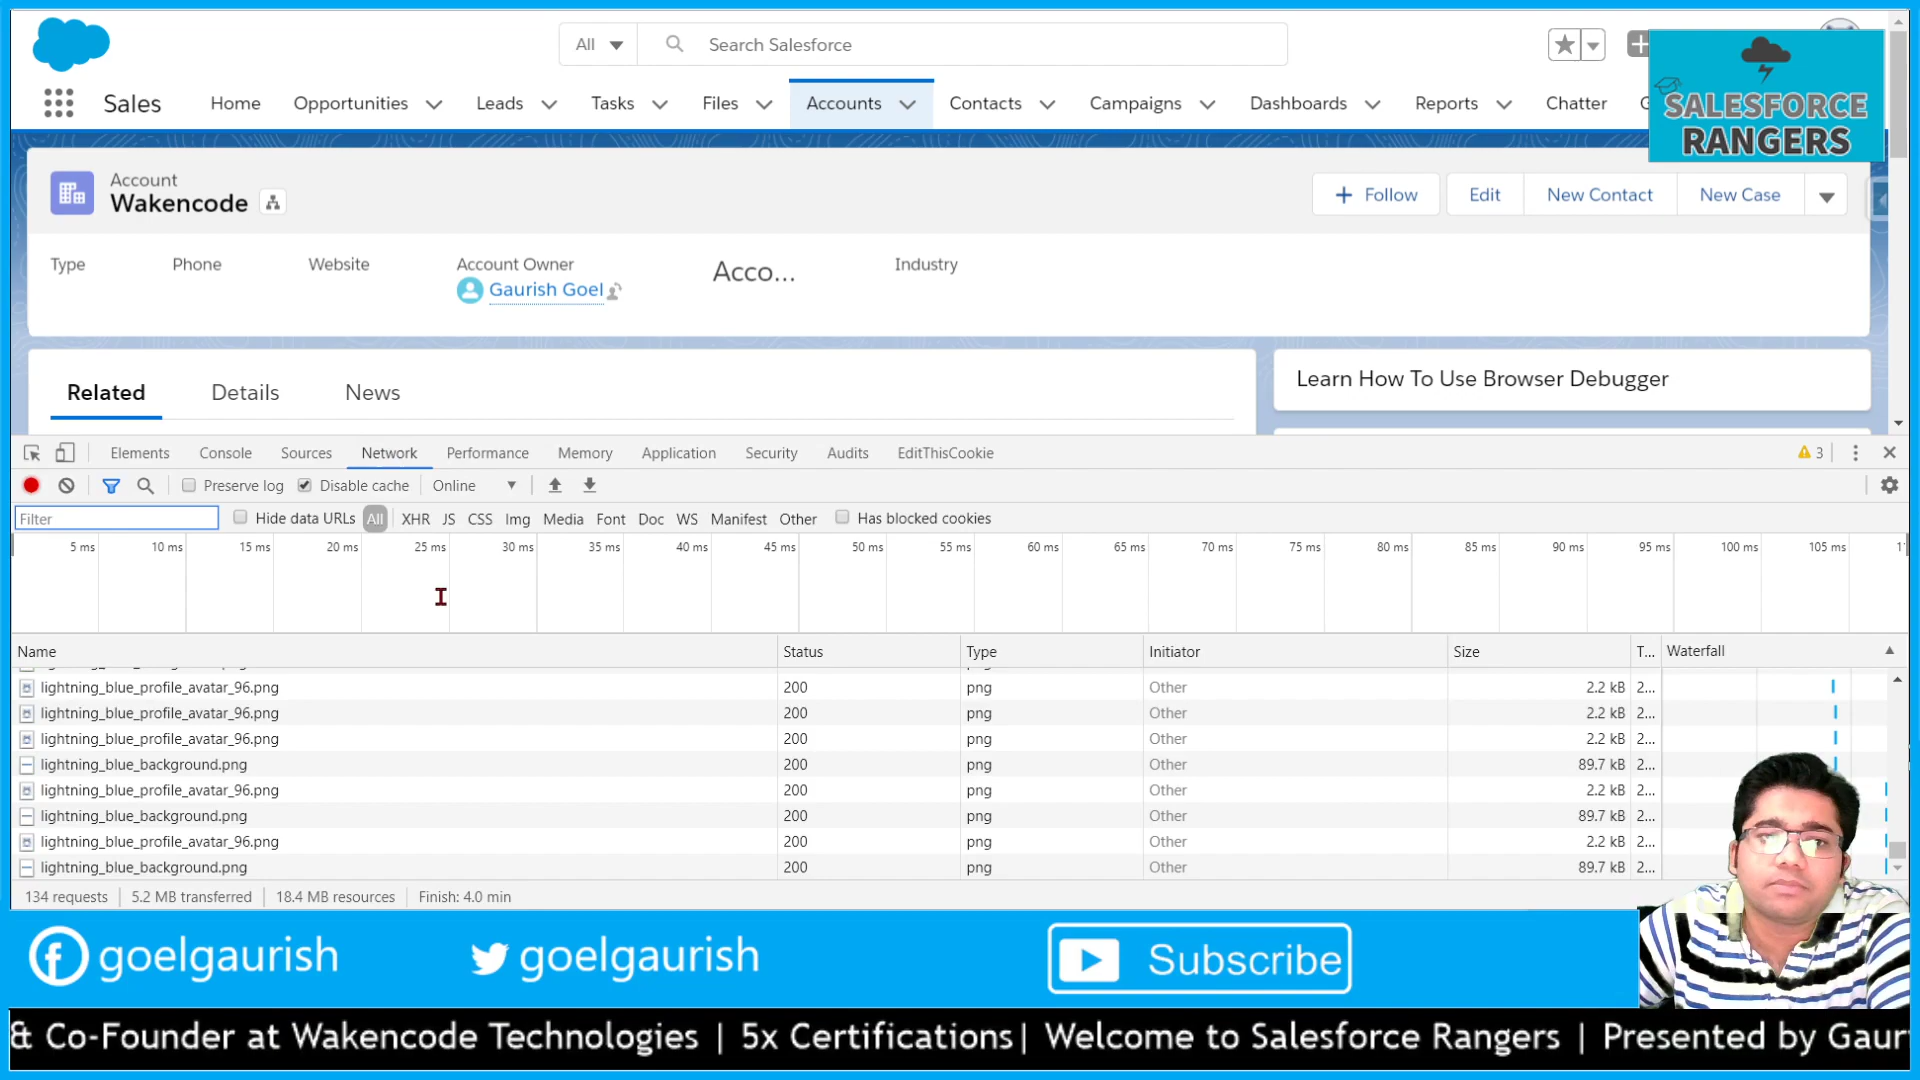 All
Search Salesforce
SALESFORCE
RANGERS
Sales
Home
Opportunities
Leads
Tasks
Files
Accounts
Contacts
Campaigns
Dashboards
Reports
Chatter
Account
Wakencode
Follow
Edit
New Contact
New Case
Type
Phone
Website
Account Owner
Gaurish Goel
Acco...
Industry
Related
Details
News
Learn How To Use Browser Debugger
Elements
Console
Sources
Network
Performance
Memory
Application
Security
Audits
EditThisCookie
3
Preserve log
Disable cache
Online
Filter
Hide data URLs
All
XHR
JS
CSS
Img
Media
Font
Doc
WS
Manifest
Other
Has blocked cookies
5 ms
10 ms
15 ms
20 ms
25 ms
30 ms
35 ms
40 ms
45 ms
50 ms
55 ms
60 ms
65 ms
70 ms
75 ms
80 ms
85 ms
90 ms
95 ms
100 ms
105 ms
Name Status Type Initiator Size T... Waterfall
lightning_blue_profile_avatar_96.png 200 png Other 2.2 kB 2...
lightning_blue_profile_avatar_96.png 200 png Other 2.2 kB 2...
lightning_blue_profile_avatar_96.png 200 png Other 2.2 kB 2...
lightning_blue_background.png 200 png Other 89.7 kB 2...
lightning_blue_profile_avatar_96.png 200 png Other 2.2 kB 2...
lightning_blue_background.png 200 png Other 89.7 kB 2...
lightning_blue_profile_avatar_96.png 200 png Other 2.2 kB 2...
lightning_blue_background.png 200 png Other 89.7 kB 2...
134 requests
5.2 MB transferred
18.4 MB resources
Finish: 4.0 min
goelgaurish
goelgaurish
Subscribe
& Co-Founder at Wakencode Technologies | 5x Certifications| Welcome to Salesforce Rangers | Presented by Gaur